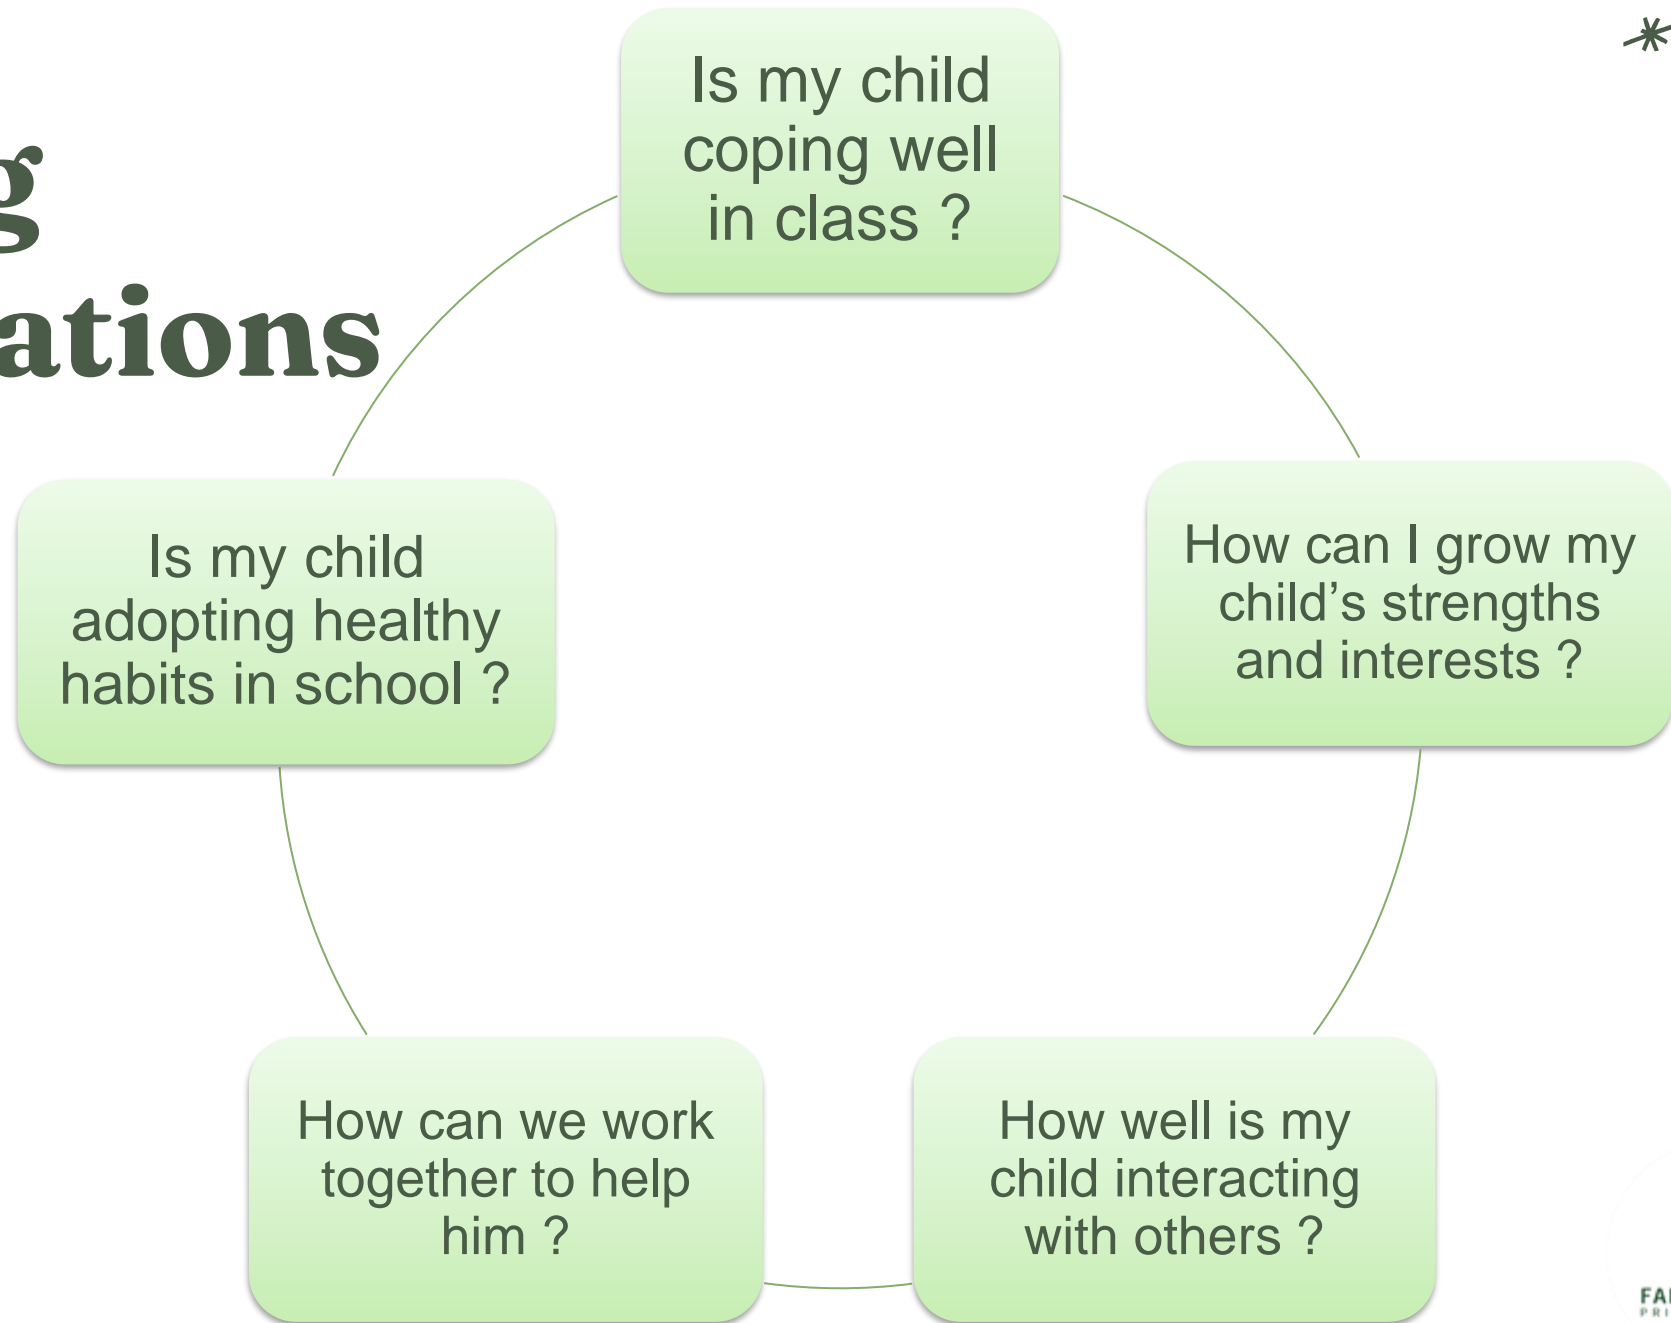 g
ations
Is my child
coping well
in class ?
How can I grow my
child’s strengths
and interests ?
How well is my
child interacting
with others ?
How can we work
together to help
him ?
Is my child
adopting healthy
habits in school ?